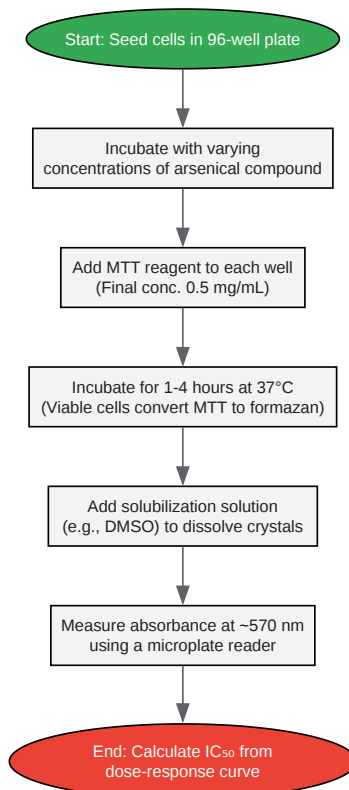 Start: Seed cells in 96-well plate
Incubate with varying
concentrations of arsenical compound
Add MTT reagent to each well
(Final conc. 0.5 mg/mL)
Incubate for 1-4 hours at 37°C
(Viable cells convert MTT to formazan)
Add solubilization solution
(e.g., DMSO) to dissolve crystals
Measure absorbance at ~570 nm
using a microplate reader
End: Calculate IC₅₀ from
dose-response curve